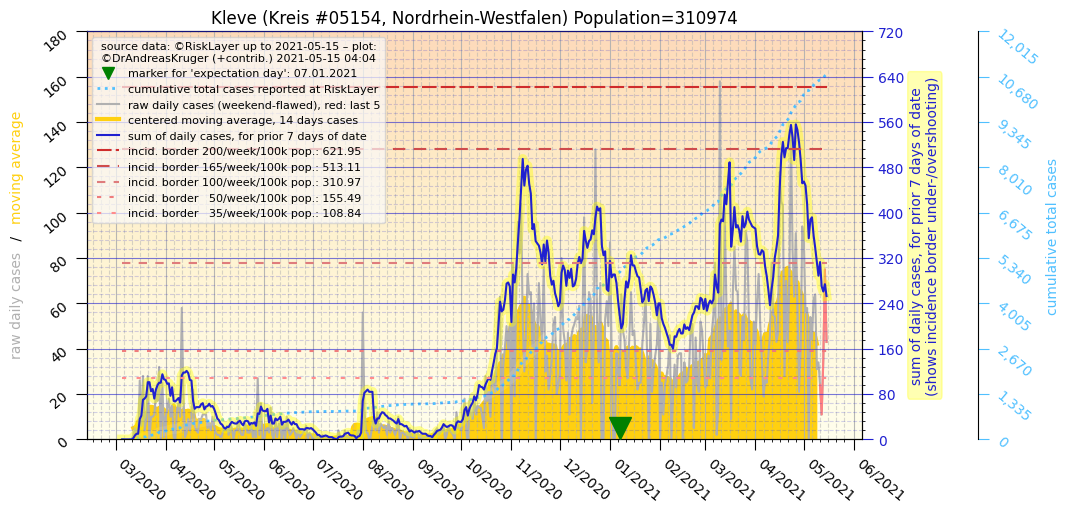 Kleve (Kreis #05154, Nordrhein-Westfalen) Population=310974
source data: ©RiskLayer up to 2021-05-15 – plot:
©DrAndreasKruger (+contrib.) 2021-05-15 04:04
marker for 'expectation day': 07.01.2021
cumulative total cases reported at RiskLayer
raw daily cases (weekend-flawed), red: last 5
centered moving average, 14 days cases
sum of daily cases, for prior 7 days of date
incid. border 200/week/100k pop.: 621.95
incid. border 165/week/100k pop.: 513.11
incid. border 100/week/100k pop.: 310.97
incid. border 50/week/100k pop.: 155.49
incid. border 35/week/100k pop.: 108.84
raw daily cases / moving average
180
160
140
120
100
80
60
40
20
0
03/2020
04/2020
05/2020
06/2020
07/2020
08/2020
09/2020
10/2020
11/2020
12/2020
01/2021
02/2021
03/2021
04/2021
05/2021
06/2021
720
640
560
480
400
320
240
160
80
0
sum of daily cases, for prior 7 days of date
(shows incidence border under-/overshooting)
12,015
10,680
9,345
8,010
6,675
5,340
4,005
2,670
1,335
0
cumulative total cases